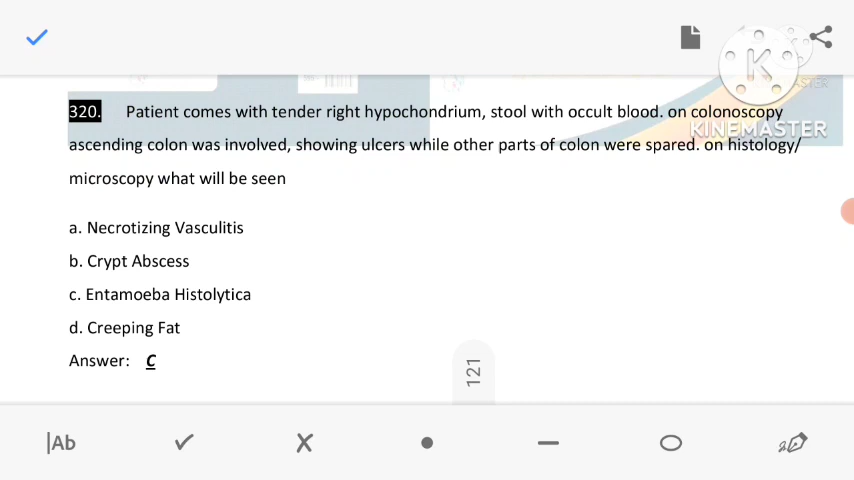 320. Patient comes with tender right hypochondrium, stool with occult blood. on colonoscopy
KINEMASTER
ascending colon was involved, showing ulcers while other parts of colon were spared. on histology/
microscopy what will be seen
a. Necrotizing Vasculitis
b. Crypt Abscess
c. Entamoeba Histolytica
d. Creeping Fat
Answer: C
121
|Ab